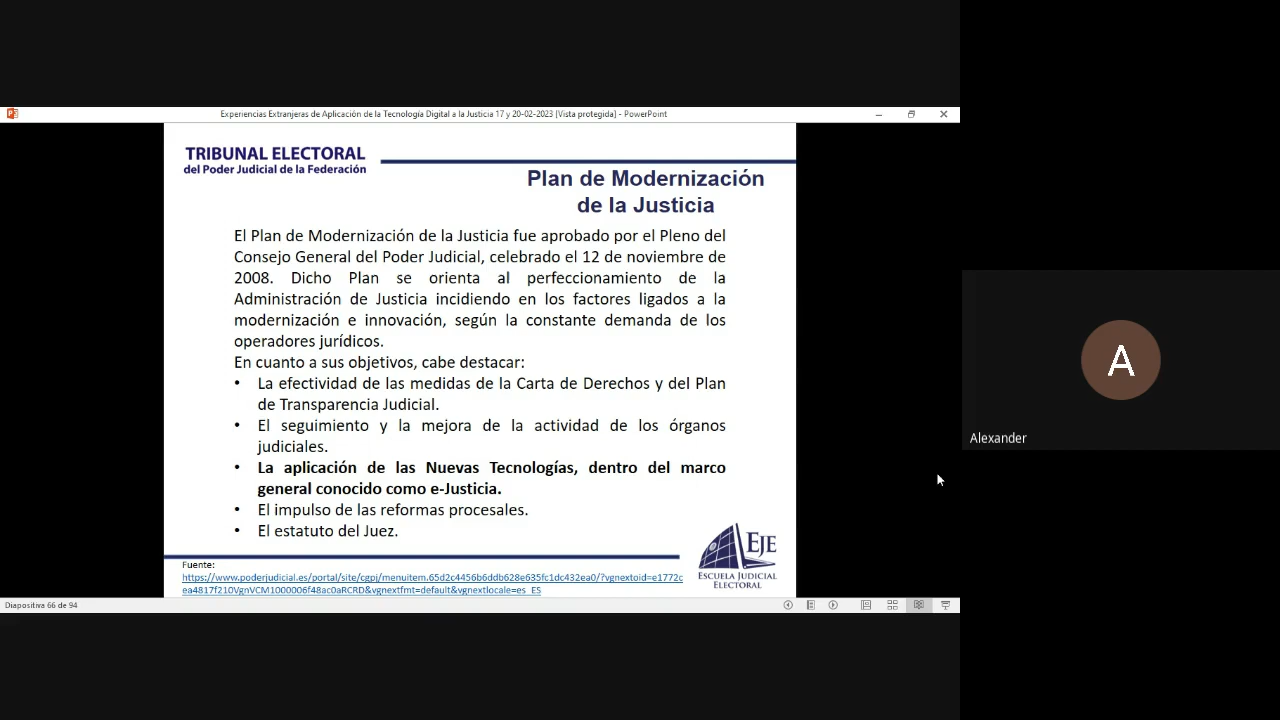 Experiencias Extranjeras de Aplicación de la Tecnología Digital a la Justicia 17 y 20-02-2023 [Vista protegida] - PowerPoint
TRIBUNAL ELECTORAL
del Poder Judicial de la Federación
Plan de Modernización
de la Justicia
El Plan de Modernización de la Justicia fue aprobado por el Pleno del
Consejo General del Poder Judicial, celebrado el 12 de noviembre de
2008. Dicho Plan se orienta al perfeccionamiento de la
Administración de Justicia incidiendo en los factores ligados a la
modernización e innovación, según la constante demanda de los
operadores jurídicos.
En cuanto a sus objetivos, cabe destacar:
• La efectividad de las medidas de la Carta de Derechos y del Plan
de Transparencia Judicial.
• El seguimiento y la mejora de la actividad de los órganos
judiciales.
• La aplicación de las Nuevas Tecnologías, dentro del marco
general conocido como e-Justicia.
• El impulso de las reformas procesales.
• El estatuto del Juez.
EJE
ESCUELA JUDICIAL
ELECTORAL
Fuente:
https://www.poderjudicial.es/portal/site/cgpj/menuitem.65d2c4456b6ddb628e635fc1dc432ea0/?vgnextoid=e1772c
ea4817f210VgnVCM1000006f48ac0aRCRD&vgnextfmt=default&vgnextlocale=es_ES
Diapositiva 66 de 94
A
Alexander